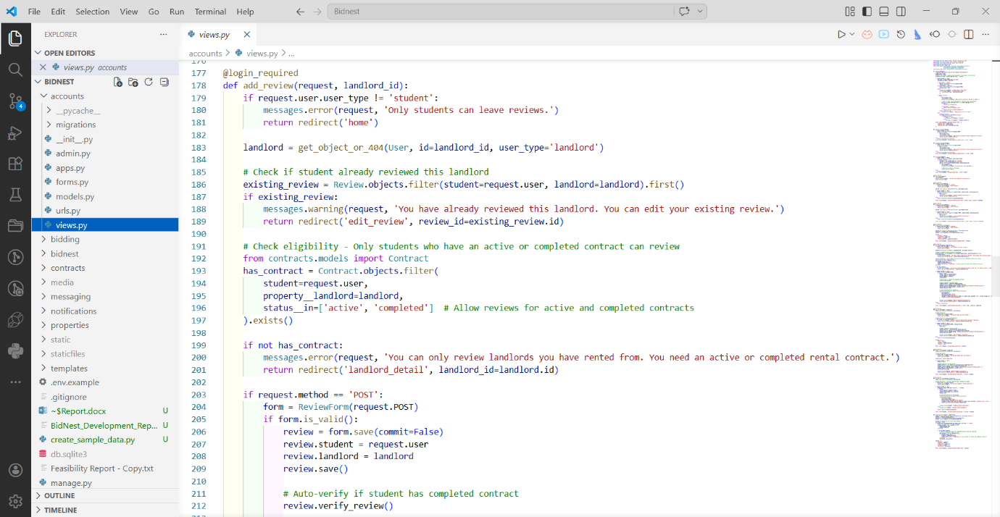 File Edit Selection View Go Run Terminal Help
Bidnest
EXPLORER
OPEN EDITORS
views.py accounts
BIDNEST
accounts
__pycache__
migrations
__init__.py
admin.py
apps.py
forms.py
models.py
urls.py
views.py
bidding
bidnest
contracts
media
messaging
notifications
properties
static
staticfiles
templates
.env.example
.gitignore
~$Report.docx U
BidNest_Development_Rep... U
create_sample_data.py U
db.sqlite3
Feasibility Report - Copy.txt
manage.py
OUTLINE
TIMELINE
4
views.py
accounts > views.py > ...
176
177 @login_required
178 def add_review(request, landlord_id):
179 if request.user.user_type != 'student':
180 messages.error(request, 'Only students can leave reviews.')
181 return redirect('home')
182
183 landlord = get_object_or_404(User, id=landlord_id, user_type='landlord')
184
185 # Check if student already reviewed this landlord
186 existing_review = Review.objects.filter(student=request.user, landlord=landlord).first()
187 if existing_review:
188 messages.warning(request, 'You have already reviewed this landlord. You can edit your existing review.')
189 return redirect('edit_review', review_id=existing_review.id)
190
191 # Check eligibility - Only students who have an active or completed contract can review
192 from contracts.models import Contract
193 has_contract = Contract.objects.filter(
194 student=request.user,
195 property__landlord=landlord,
196 status__in=['active', 'completed'] # Allow reviews for active and completed contracts
197 ).exists()
198
199 if not has_contract:
200 messages.error(request, 'You can only review landlords you have rented from. You need an active or completed rental contract.')
201 return redirect('landlord_detail', landlord_id=landlord.id)
202
203 if request.method == 'POST':
204 form = ReviewForm(request.POST)
205 if form.is_valid():
206 review = form.save(commit=False)
207 review.student = request.user
208 review.landlord = landlord
209 review.save()
210
211 # Auto-verify if student has completed contract
212 review.verify_review()